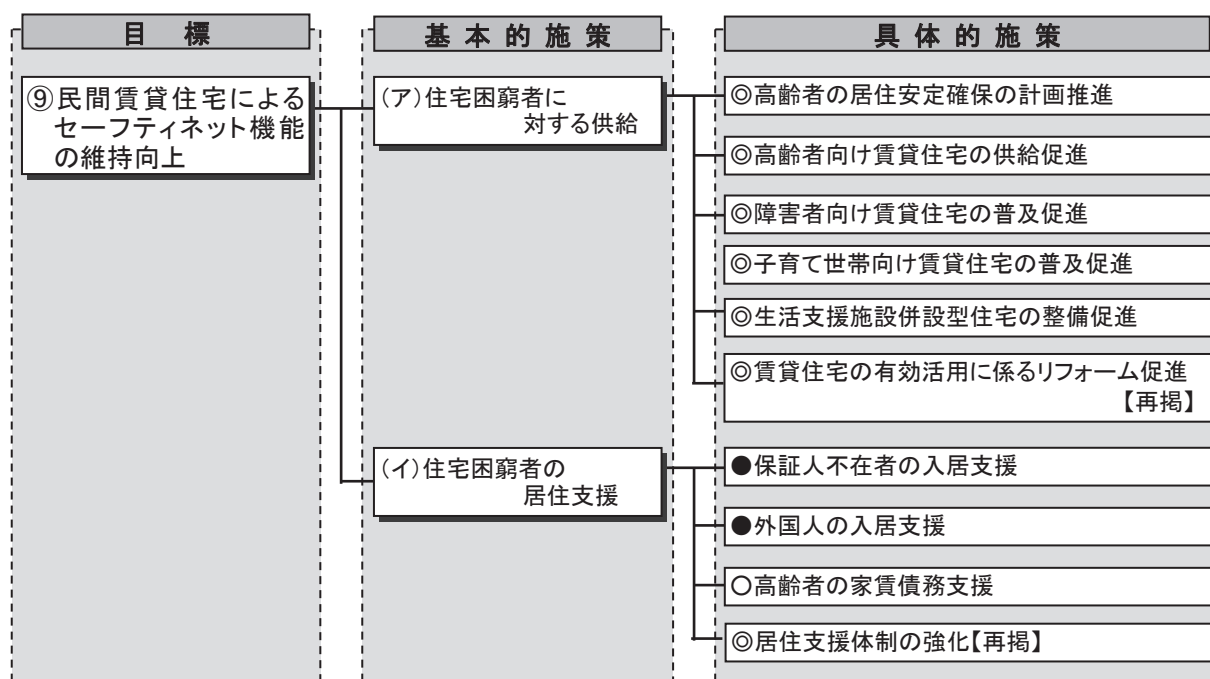 目標
基本的施策
具体的施策
⑨民間賃貸住宅による
セーフティネット機能
の維持向上
(ア)住宅困窮者に
対する供給
◎高齢者の居住安定確保の計画推進
◎高齢者向け賃貸住宅の供給促進
◎障害者向け賃貸住宅の普及促進
◎子育て世帯向け賃貸住宅の普及促進
◎生活支援施設併設型住宅の整備促進
◎賃貸住宅の有効活用に係るリフォーム促進
【再掲】
(イ)住宅困窮者の
居住支援
●保証人不在者の入居支援
●外国人の入居支援
〇高齢者の家賃債務支援
◎居住支援体制の強化【再掲】